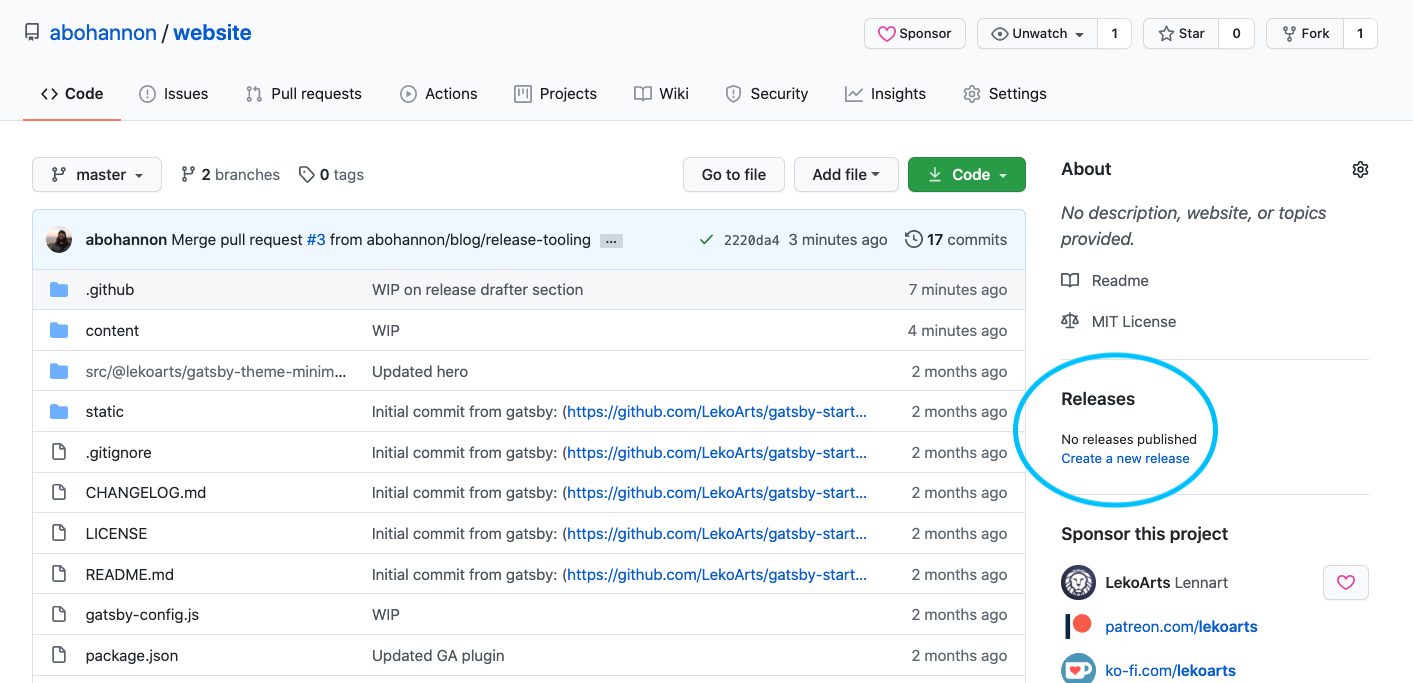 abohannon / website
Sponsor Unwatch 1 Star 0 Fork 1
Code Issues Pull requests Actions Projects Wiki Security Insights Settings
master 2 branches 0 tags Go to file Add file Code
abohannon Merge pull request #3 from abohannon/blog/release-tooling ... 2220da4 3 minutes ago 17 commits
.github WIP on release drafter section 7 minutes ago
content WIP 4 minutes ago
src/@lekoarts/gatsby-theme-minim... Updated hero 2 months ago
static Initial commit from gatsby: (https://github.com/LekoArts/gatsby-start... 2 months ago
.gitignore Initial commit from gatsby: (https://github.com/LekoArts/gatsby-start... 2 months ago
CHANGELOG.md Initial commit from gatsby: (https://github.com/LekoArts/gatsby-start... 2 months ago
LICENSE Initial commit from gatsby: (https://github.com/LekoArts/gatsby-start... 2 months ago
README.md Initial commit from gatsby: (https://github.com/LekoArts/gatsby-start... 2 months ago
gatsby-config.js WIP 2 months ago
package.json Updated GA plugin 2 months ago
About
No description, website, or topics
provided.
Readme
MIT License
Releases
No releases published
Create a new release
Sponsor this project
LekoArts Lennart
patreon.com/lekoarts
ko-fi.com/lekoarts